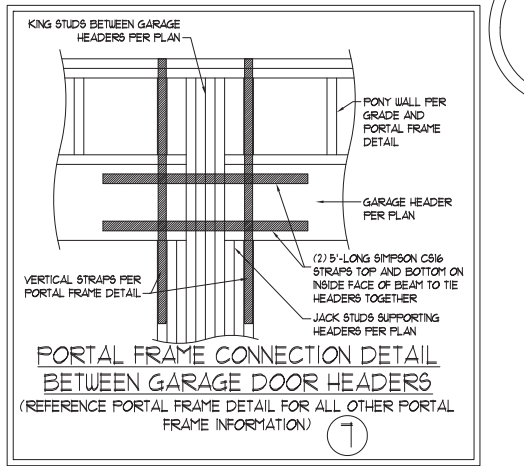 KING STUDS BETWEEN GARAGE
HEADERS PER PLAN
PONY WALL PER
GRADE AND
PORTAL FRAME
DETAIL
GARAGE HEADER
PER PLAN
(2) 5'-LONG SIMPSON CS16
STRAPS TOP AND BOTTOM ON
INSIDE FACE OF BEAM TO TIE
HEADERS TOGETHER
VERTICAL STRAPS PER
PORTAL FRAME DETAIL
JACK STUDS SUPPORTING
HEADERS PER PLAN
PORTAL FRAME CONNECTION DETAIL
BETWEEN GARAGE DOOR HEADERS
(REFERENCE PORTAL FRAME DETAIL FOR ALL OTHER PORTAL
FRAME INFORMATION)
7